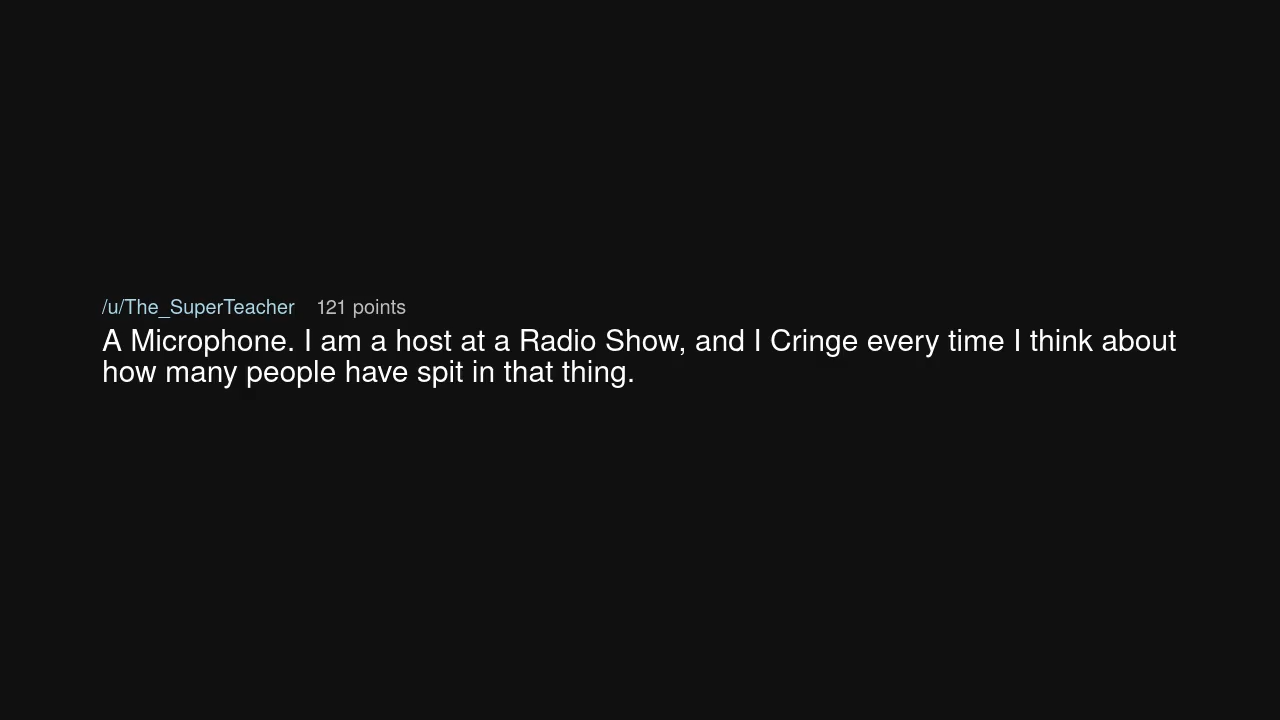 /u/The_SuperTeacher 121 points
A Microphone. I am a host at a Radio Show, and I Cringe every time I think about
how many people have spit in that thing.